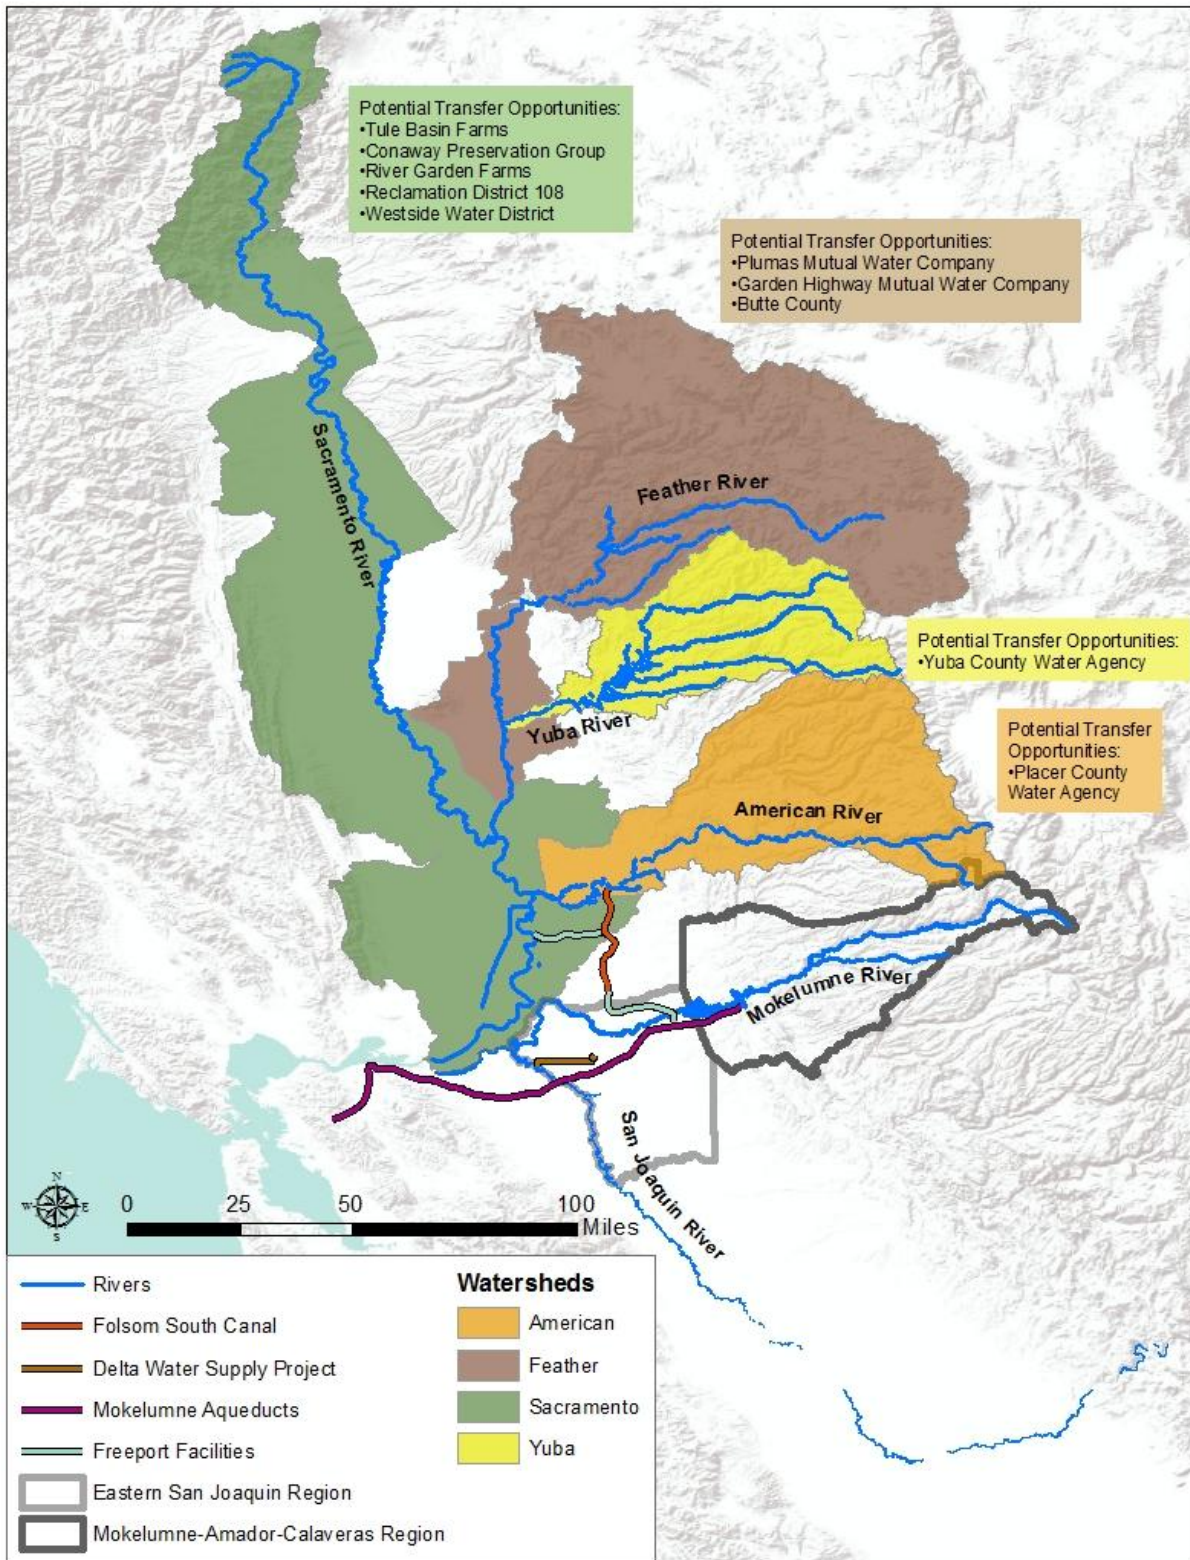 Potential Transfer Opportunities:
•Tule Basin Farms
•Conaway Preservation Group
•River Garden Farms
•Reclamation District 108
•Westside Water District
Potential Transfer Opportunities:
•Plumas Mutual Water Company
•Garden Highway Mutual Water Company
•Butte County
Sacramento River
Feather River
Potential Transfer Opportunities:
•Yuba County Water Agency
Yuba River
Potential Transfer
Opportunities:
•Placer County
Water Agency
American River
Mokelumne River
San Joaquin River
N
W E
S
0 25 50 100
Miles
Rivers
Folsom South Canal
Delta Water Supply Project
Mokelumne Aqueducts
Freeport Facilities
Eastern San Joaquin Region
Mokelumne-Amador-Calaveras Region
Watersheds
American
Feather
Sacramento
Yuba